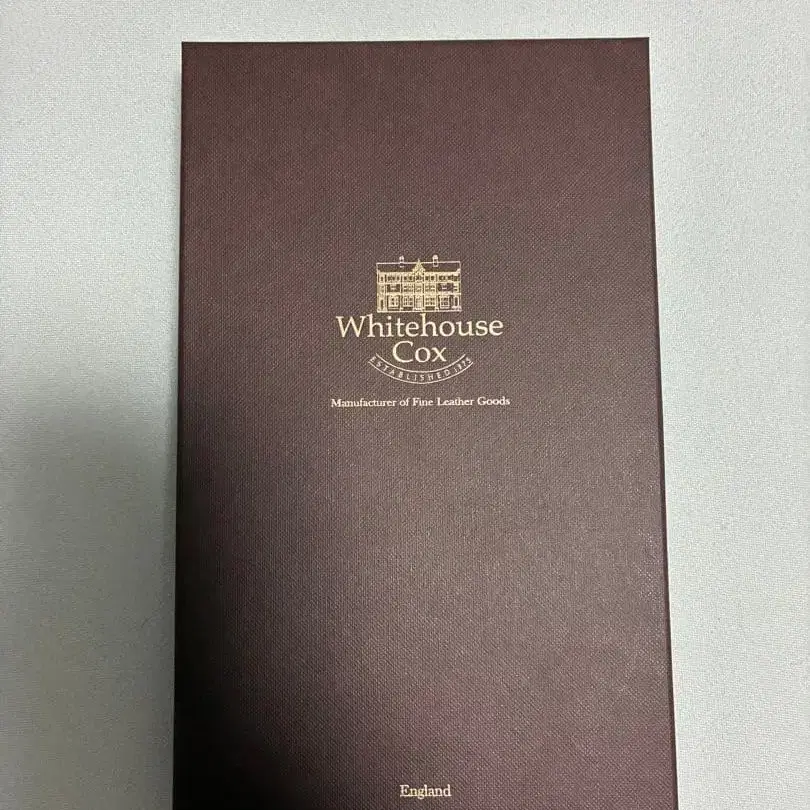 Whitehouse
Cox
ESTABLISHED 1875
Manufacturer of Fine Leather Goods
England